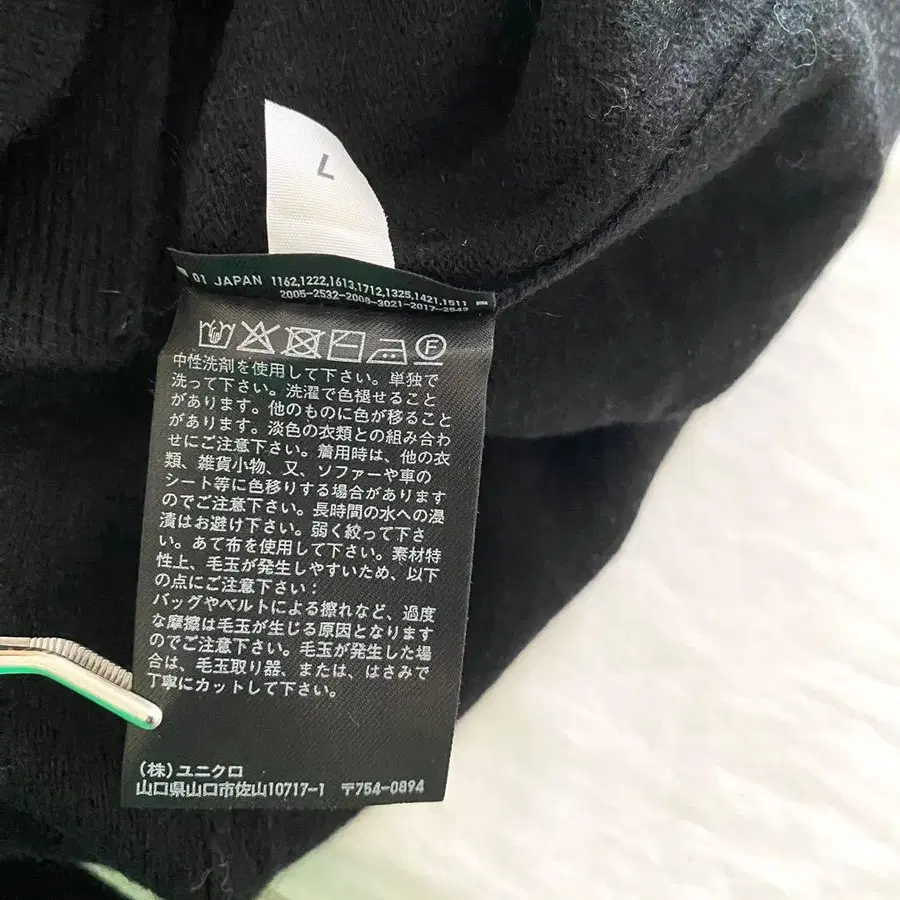 L
01 JAPAN 1162,1222,1613,1712,1325,1421,1511
2005-2532-2008-3021-2017-2542
中性洗剤を使用して下さい。単独で
洗って下さい。洗濯で色褪せること
があります。他のものに色が移ること
があります。淡色の衣類との組み合わ
せにご注意下さい。着用時は、他の衣
類、雑貨小物、又、ソファーや車の
シート等に色移りする場合があります
のでご注意下さい。長時間の水への浸
漬はお避け下さい。弱く絞って下さ
い。あて布を使用して下さい。素材特
性上、毛玉が発生しやすいため、以下
の点にご注意下さい：
バッグやベルトによる擦れなど、過度
な摩擦は毛玉が生じる原因となります
のでご注意下さい。毛玉が発生した場
合は、毛玉取り器、または、はさみで
丁寧にカットして下さい。
(株)ユニクロ
山口県山口市佐山10717-1 〒754-0894